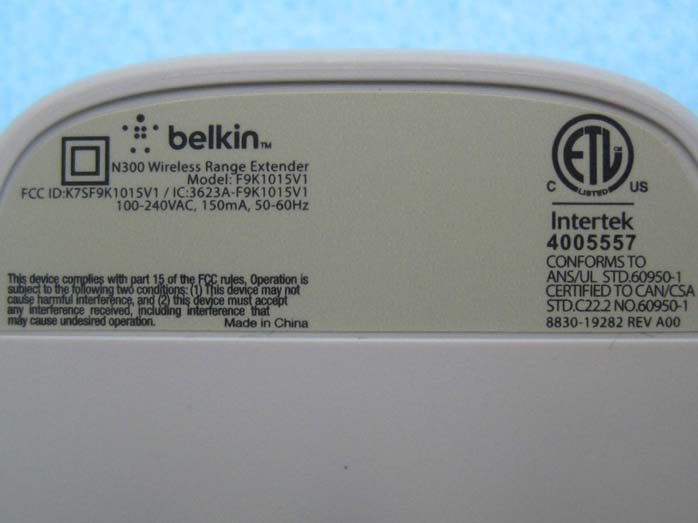 belkin™
N300 Wireless Range Extender
Model: F9K1015V1
FCC ID:K7SF9K1015V1 / IC:3623A-F9K1015V1
100-240VAC, 150mA, 50-60Hz
This device complies with part 15 of the FCC rules, Operation is
subject to the following two conditions: (1) This device may not
cause harmful interference, and (2) this device must accept
any interference received, including interference that
may cause undesired operation.
Made in China
ETL CM
C LISTED US
Intertek
4005557
CONFORMS TO
ANS/UL STD.60950-1
CERTIFIED TO CAN/CSA
STD.C22.2 NO.60950-1
8830-19282 REV A00